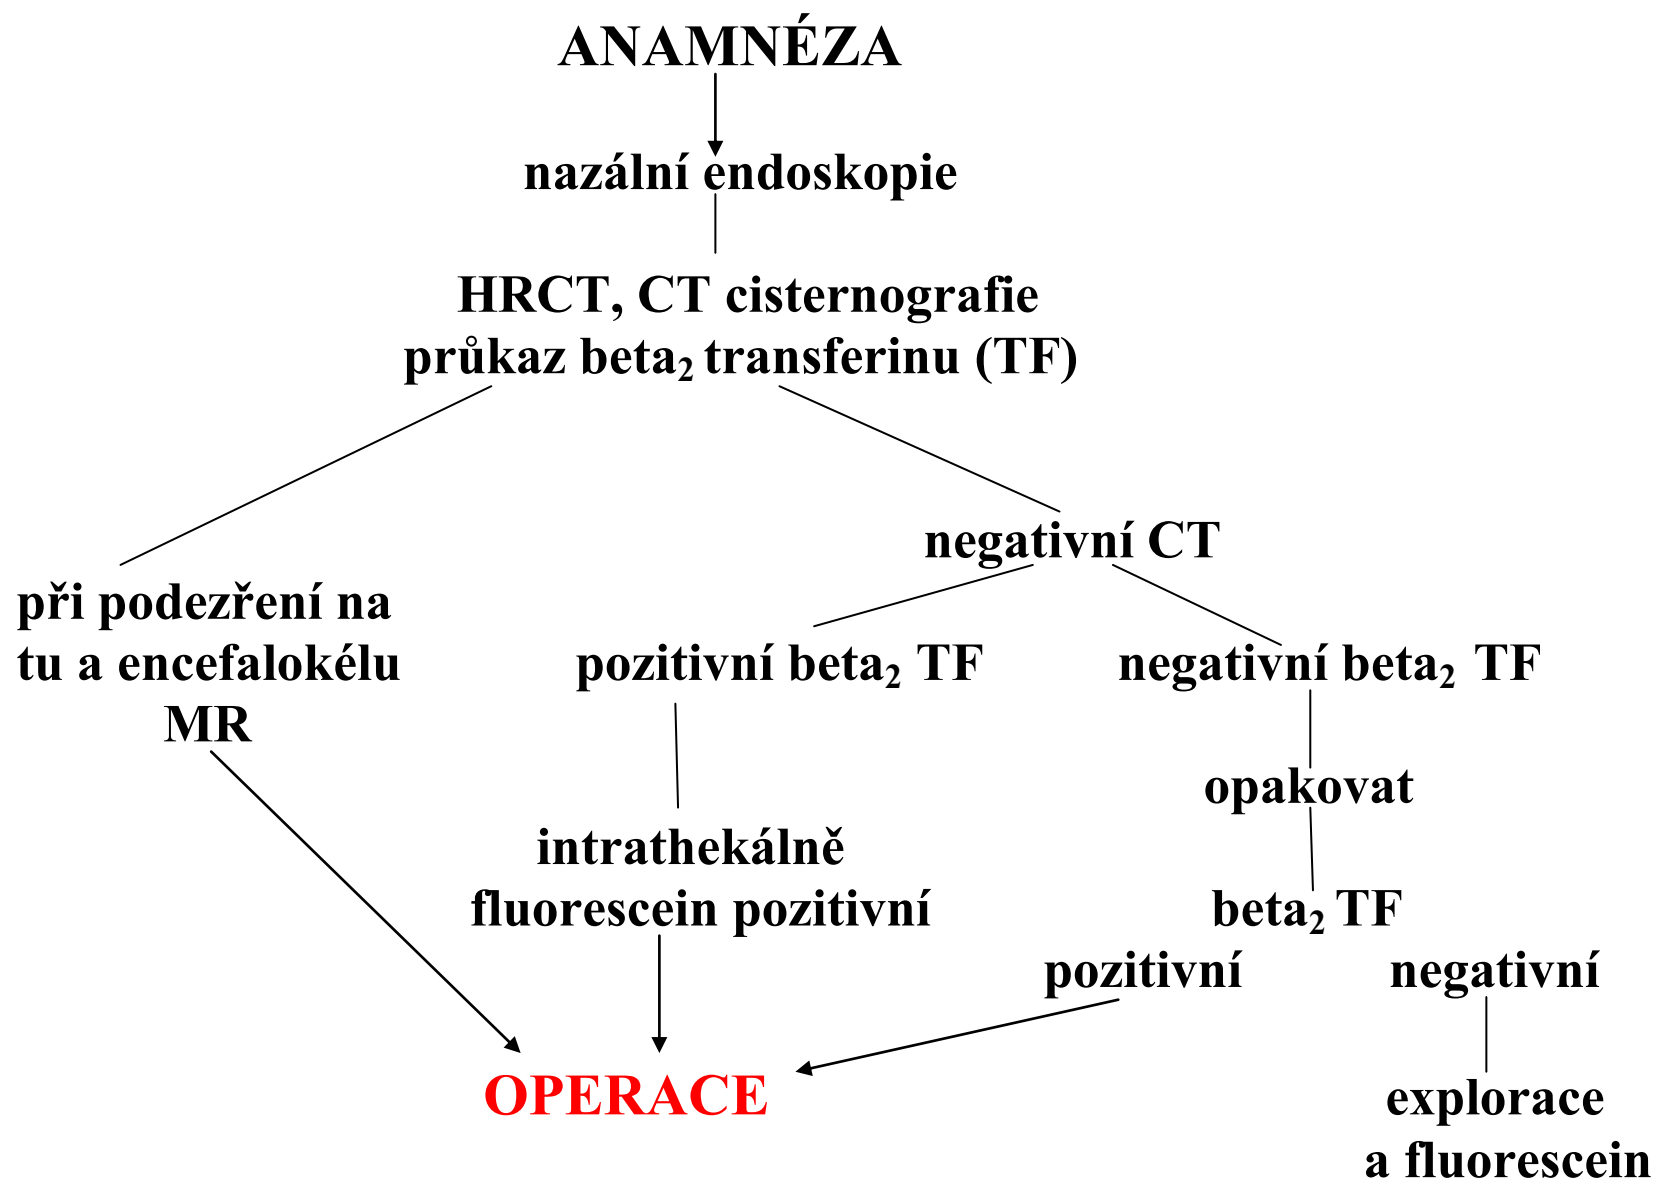 ANAMNÉZA
nazální endoskopie
HRCT, CT cisternografie
průkaz beta₂ transferinu (TF)
negativní CT
při podezření na
tu a encefalokélu
MR
pozitivní beta₂ TF
negativní beta₂ TF
opakovat
intrathekálně
fluorescein pozitivní
beta₂ TF
pozitivní
negativní
OPERACE
explorace
a fluorescein